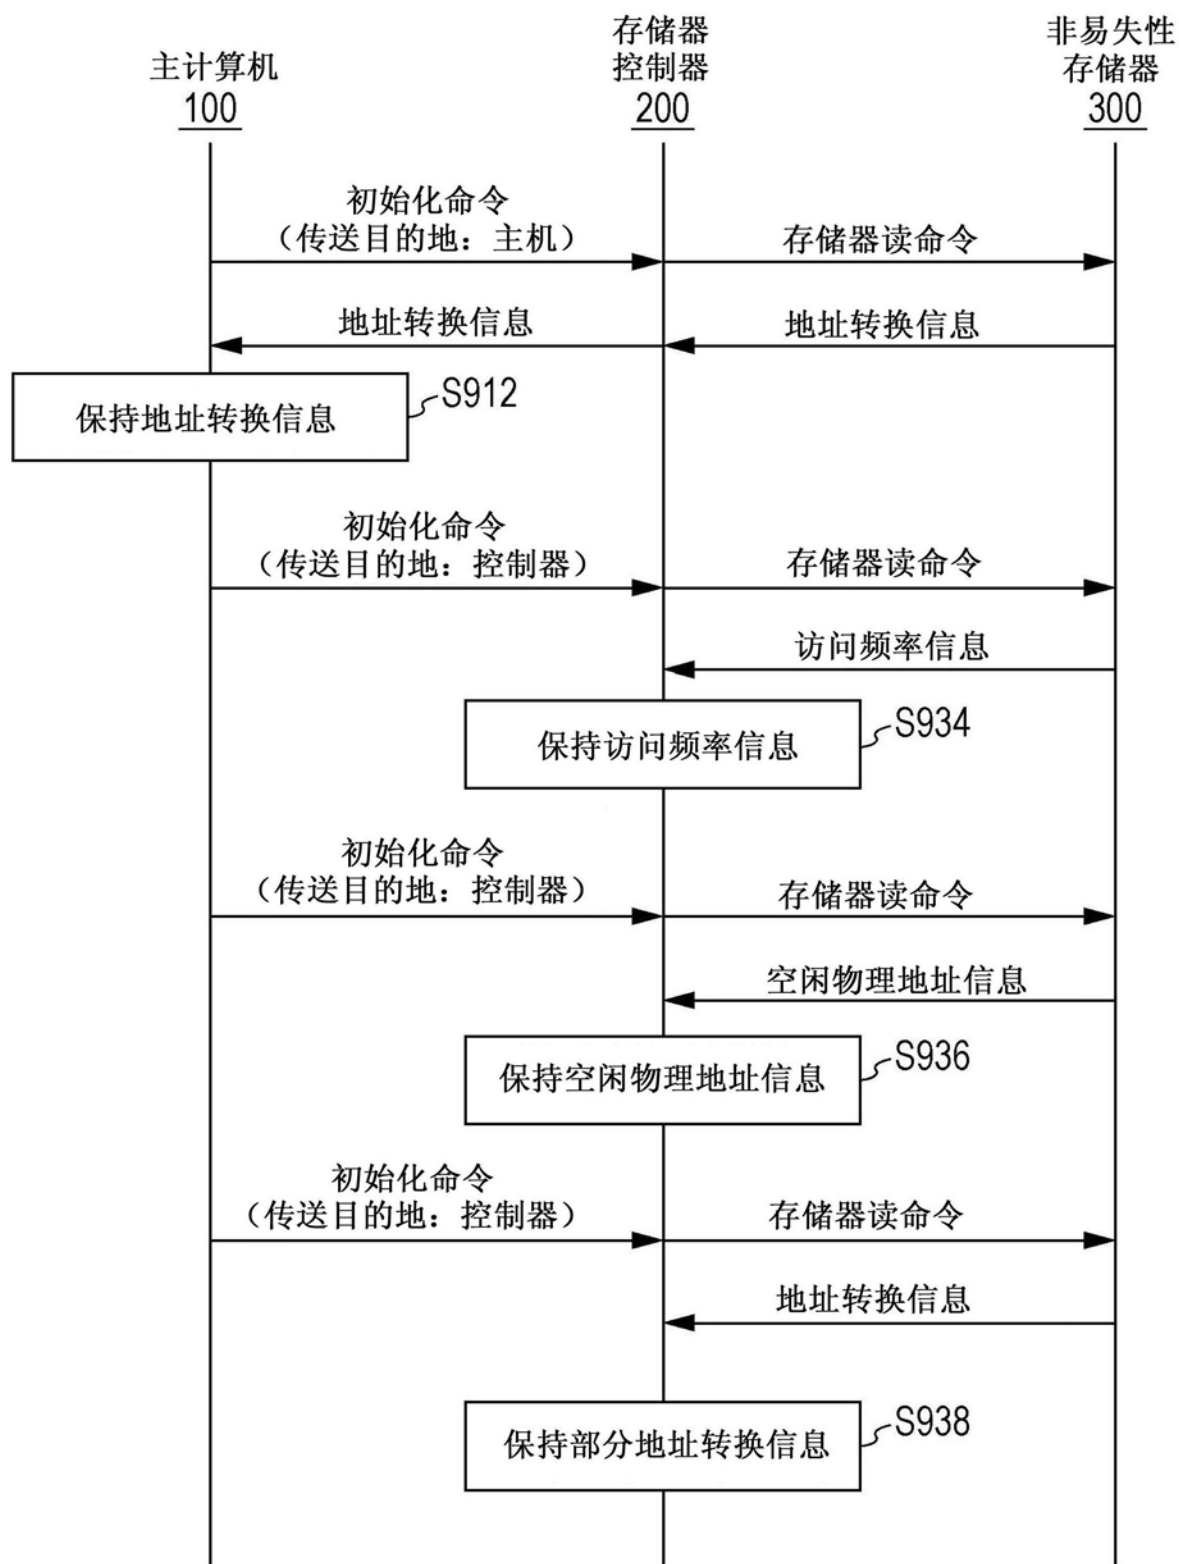 主计算机
100
存储器
控制器
200
非易失性
存储器
300
初始化命令
（传送目的地：主机）
存储器读命令
地址转换信息
地址转换信息
保持地址转换信息
S912
初始化命令
（传送目的地：控制器）
存储器读命令
访问频率信息
保持访问频率信息
S934
初始化命令
（传送目的地：控制器）
存储器读命令
空闲物理地址信息
保持空闲物理地址信息
S936
初始化命令
（传送目的地：控制器）
存储器读命令
地址转换信息
保持部分地址转换信息
S938